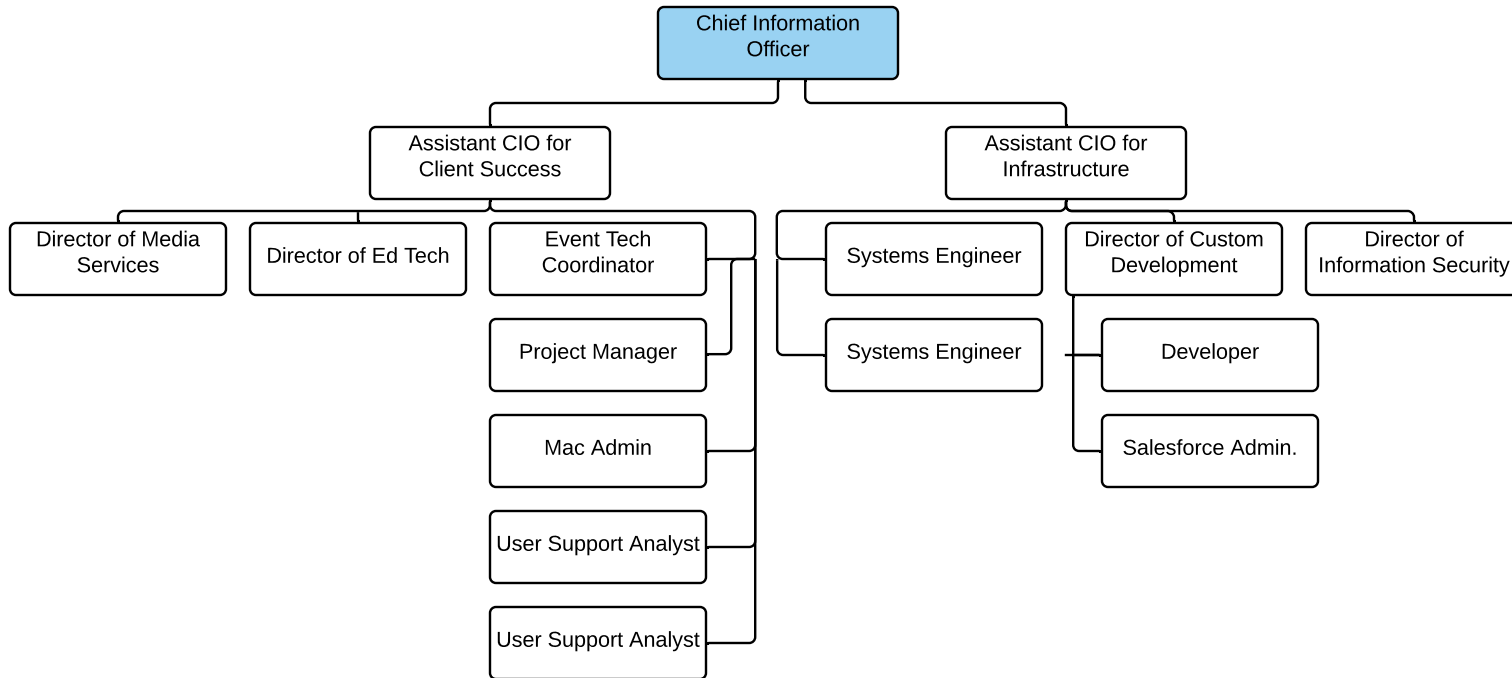 Chief Information
Officer
Assistant CIO for
Client Success
Assistant CIO for
Infrastructure
Director of Media
Services
Director of Ed Tech
Event Tech
Coordinator
Systems Engineer
Director of Custom
Development
Director of
Information Security
Project Manager
Systems Engineer
Developer
Mac Admin
Salesforce Admin.
User Support Analyst
User Support Analyst